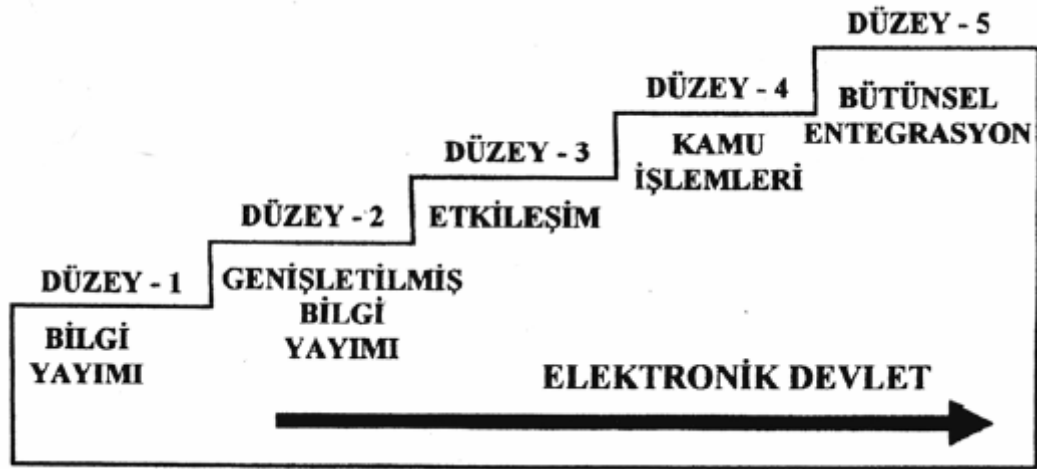 DÜZEY - 1
BİLGİ
YAYIMI
DÜZEY - 2
GENİŞLETİLMİŞ
BİLGİ
YAYIMI
DÜZEY - 3
ETKİLEŞİM
DÜZEY - 4
KAMU
İŞLEMLERİ
DÜZEY - 5
BÜTÜNSEL
ENTEGRASYON
ELEKTRONİK DEVLET